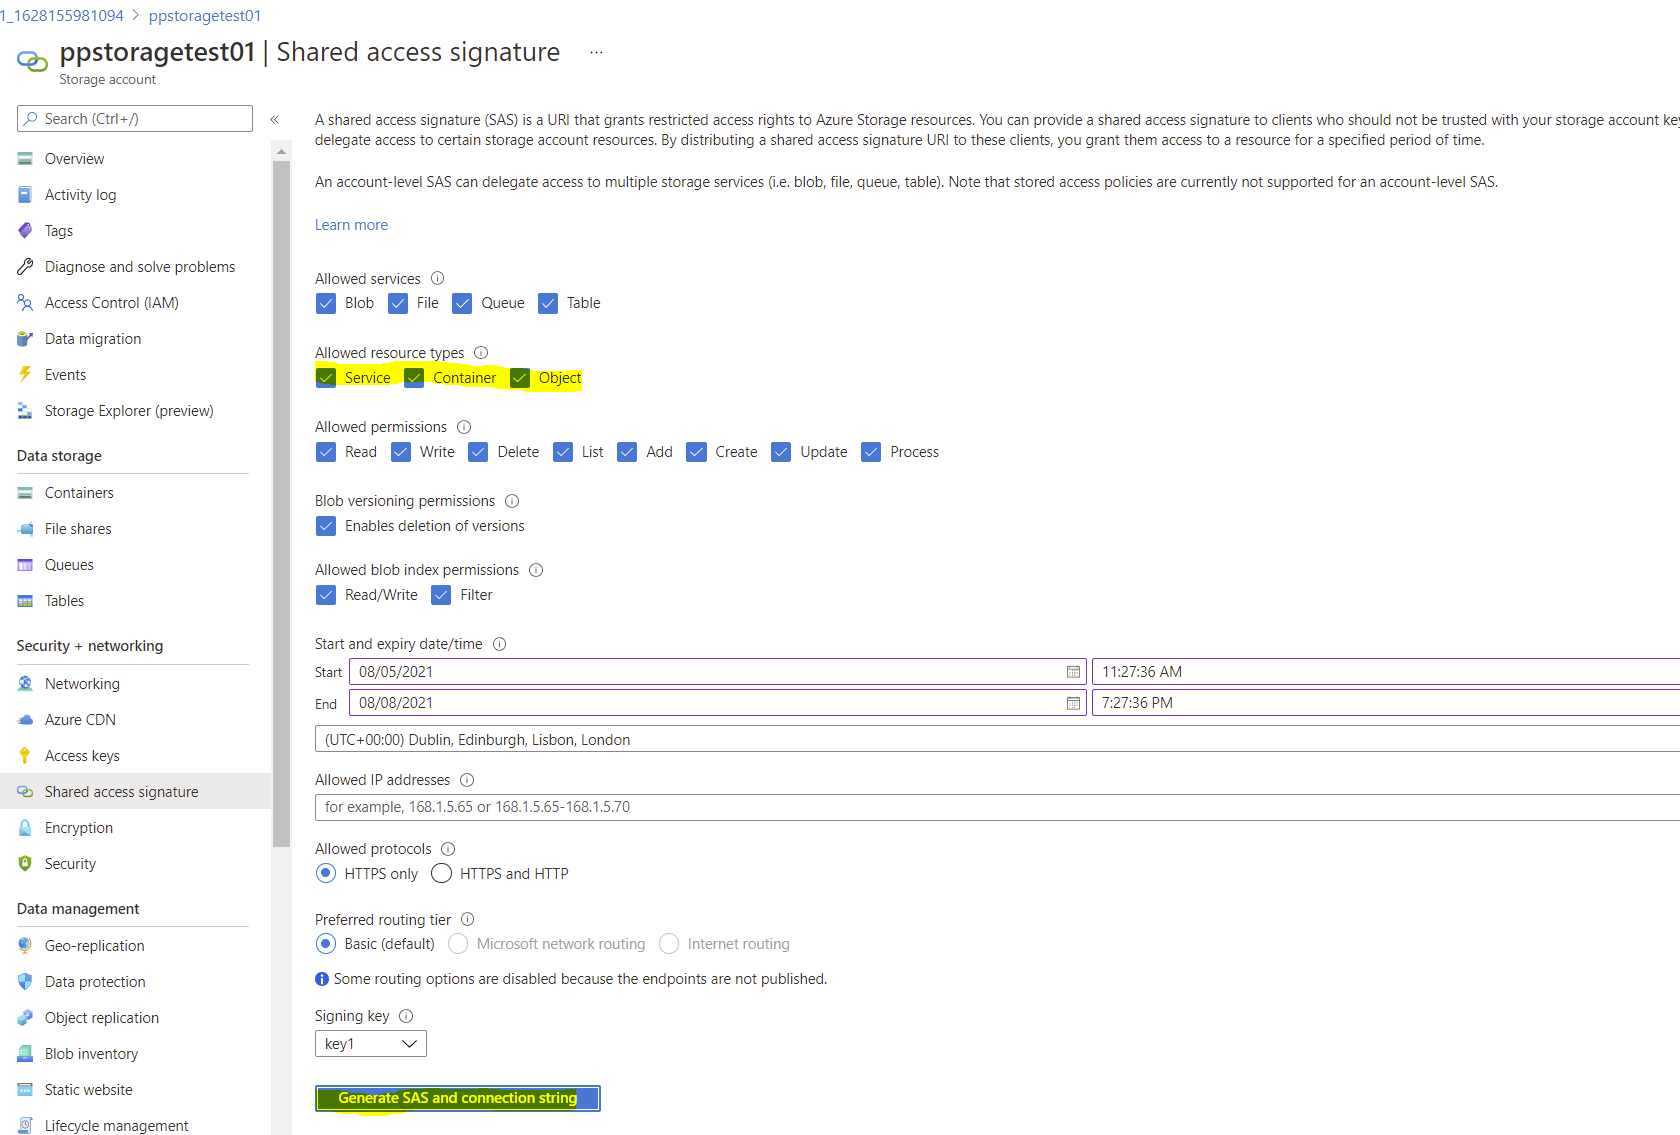 1_1628155981094 > ppstoragetest01
ppstoragetest01 | Shared access signature ...
Storage account
Search (Ctrl+/)
«
Overview
Activity log
Tags
Diagnose and solve problems
Access Control (IAM)
Data migration
Events
Storage Explorer (preview)
Data storage
Containers
File shares
Queues
Tables
Security + networking
Networking
Azure CDN
Access keys
Shared access signature
Encryption
Security
Data management
Geo-replication
Data protection
Object replication
Blob inventory
Static website
Lifecycle management
A shared access signature (SAS) is a URI that grants restricted access rights to Azure Storage resources. You can provide a shared access signature to clients who should not be trusted with your storage account key
delegate access to certain storage account resources. By distributing a shared access signature URI to these clients, you grant them access to a resource for a specified period of time.
An account-level SAS can delegate access to multiple storage services (i.e. blob, file, queue, table). Note that stored access policies are currently not supported for an account-level SAS.
Learn more
Allowed services
Blob File Queue Table
Allowed resource types
Service Container Object
Allowed permissions
Read Write Delete List Add Create Update Process
Blob versioning permissions
Enables deletion of versions
Allowed blob index permissions
Read/Write Filter
Start and expiry date/time
Start 08/05/2021 11:27:36 AM
End 08/08/2021 7:27:36 PM
(UTC+00:00) Dublin, Edinburgh, Lisbon, London
Allowed IP addresses
for example, 168.1.5.65 or 168.1.5.65-168.1.5.70
Allowed protocols
HTTPS only HTTPS and HTTP
Preferred routing tier
Basic (default) Microsoft network routing Internet routing
Some routing options are disabled because the endpoints are not published.
Signing key
key1
Generate SAS and connection string